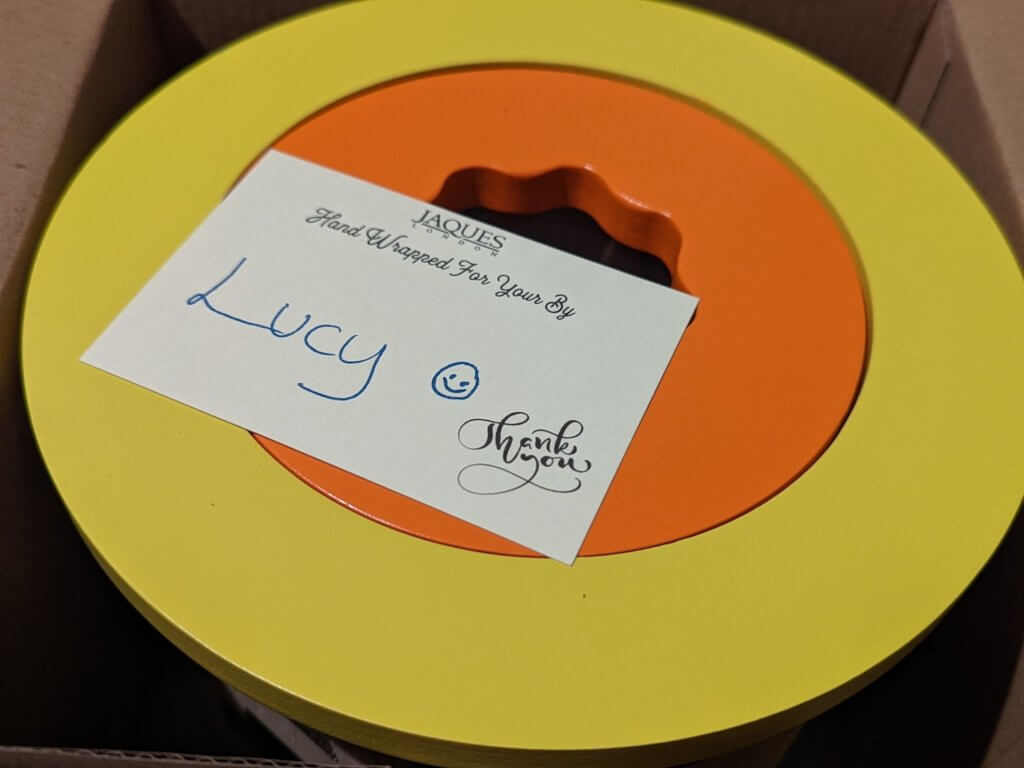 JAQUES
LONDON
Hand Wrapped For Your By
Lucy
Thank
you